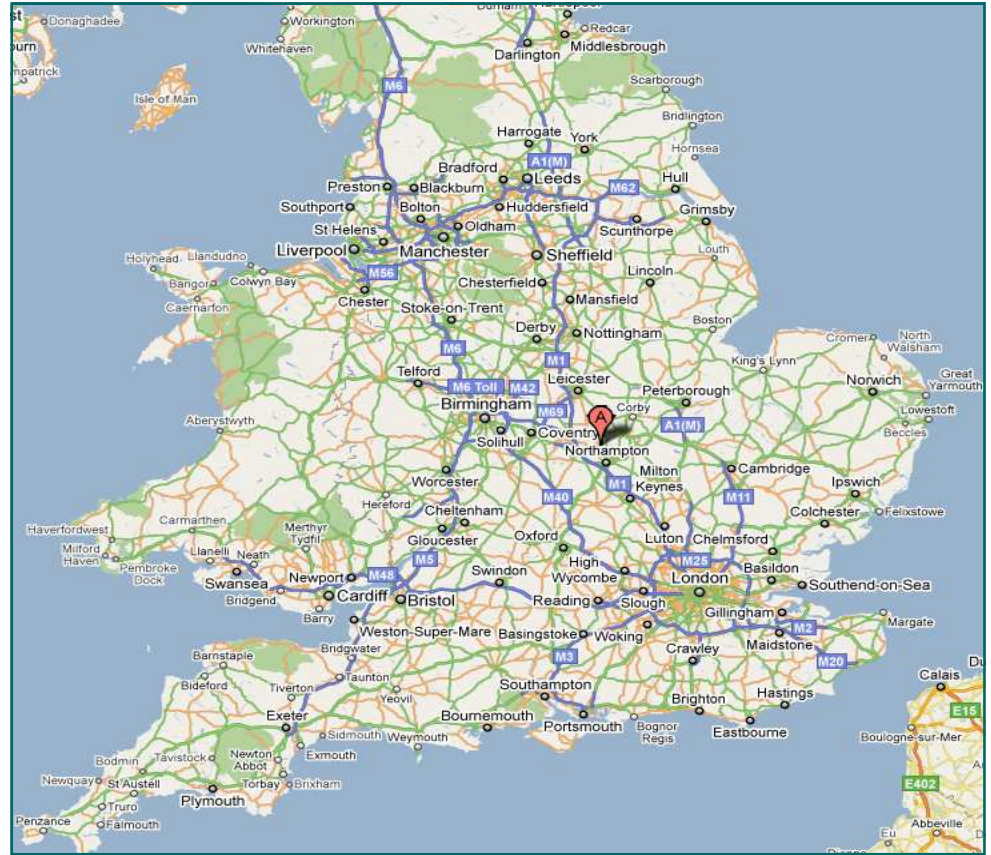 Durham
Hartlepool
st
Donaghadee
Workington
Redcar
Middlesbrough
Darlington
Whitehaven
burn
mpatrick
M6
Scarborough
Isle of Man
Bridlington
Harrogate
York
Hornsea
A1(M)
Bradford
Leeds
Hull
M62
Preston
Blackburn
Southport
Bolton
Huddersfield
Grimsby
St Helens
Oldham
Scunthorpe
Liverpool
Manchester
Sheffield
Louth
Holyhead
Llandudno
M56
Lincoln
Bangor
Colwyn Bay
Chesterfield
Chester
Mansfield
Caernarfon
Stoke-on-Trent
Boston
Derby
Nottingham
Cromer
North
Walsham
M6
M1
King's Lynn
Telford
Leicester
Great
Yarmouth
M6 Toll
M42
Peterborough
Norwich
Birmingham
M69
Corby
Lowestoft
A
A1(M)
Aberystwyth
Coventry
Beccles
Solihull
Northampton
Cambridge
Worcester
Milton
Keynes
M1
Ipswich
M40
M11
Hereford
Cheltenham
Colchester
Felixstowe
Carmarthen
Haverfordwest
Merthyr
Tydfil
Gloucester
Oxford
Luton
Chelmsford
Milford
Haven
Llanelli
Neath
M5
High
Wycombe
M25
Basildon
Pembroke
Dock
Swansea
Newport
M48
Swindon
London
Southend-on-Sea
Bridgend
Cardiff
Bristol
Reading
Slough
Gillingham
Barry
Margate
Weston-Super-Mare
Basingstoke
Woking
M2
Maidstone
Bridgwater
M3
Crawley
M20
Barnstaple
Calais
Du
Bideford
Tiverton
Taunton
Yeovil
Southampton
Hastings
Brighton
E15
Exeter
Bournemouth
Portsmouth
Bognor
Regis
Eastbourne
Sidmouth
Weymouth
Boulogne-sur-Mer
Bodmin
Tavistock
Newton
Abbot
Exmouth
Newquay
St Austell
Torbay
Brixham
E402
Truro
Plymouth
Penzance
Falmouth
Abbeville
Eu
Dieppe